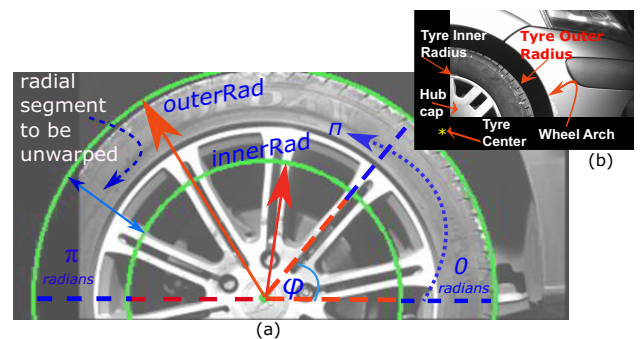 Tyre Inner
Radius
Tyre Outer
Radius
Hub
cap
*
Tyre
Center
Wheel Arch
(b)
radial
segment
to be
unwarped
outerRad
innerRad
n
π
radians
φ
0
radians
(a)